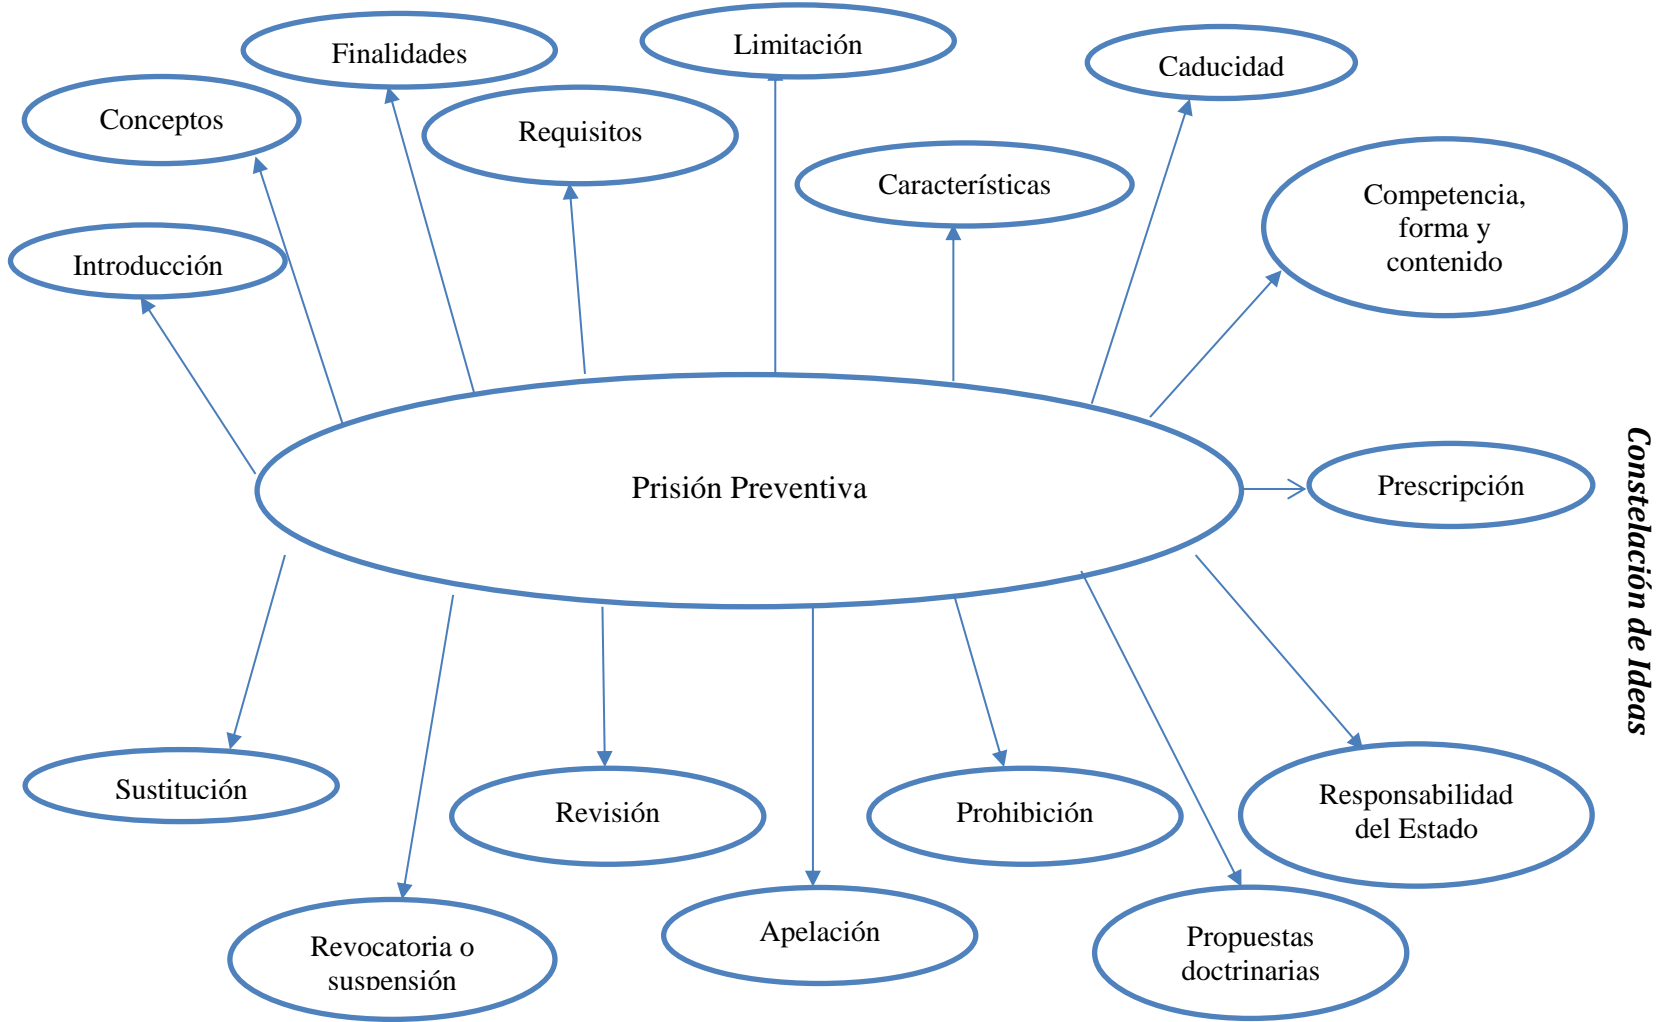 Finalidades
Limitación
Caducidad
Conceptos
Requisitos
Características
Competencia,
forma y
contenido
Introducción
Prisión Preventiva
Prescripción
Constelación de Ideas
Sustitución
Revisión
Prohibición
Responsabilidad
del Estado
Revocatoria o
suspensión
Apelación
Propuestas
doctrinarias